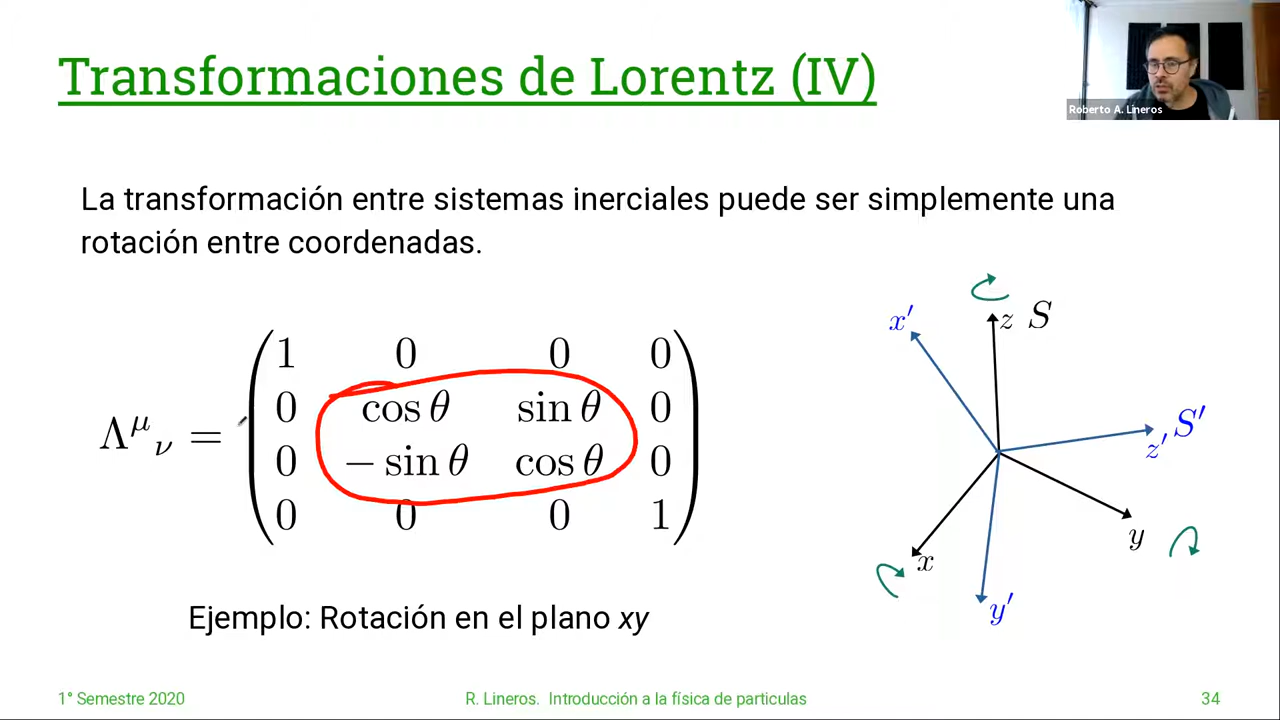 Transformaciones de Lorentz (IV)
Roberto A. Lineros
La transformación entre sistemas inerciales puede ser simplemente una
rotación entre coordenadas.
Λ^μ_ν =
1 0 0 0
0 cos θ sin θ 0
0 − sin θ cos θ 0
0 0 0 1
x′
z S
z′ S′
y
x
y′
Ejemplo: Rotación en el plano xy
1° Semestre 2020
R. Lineros. Introducción a la física de particulas
34